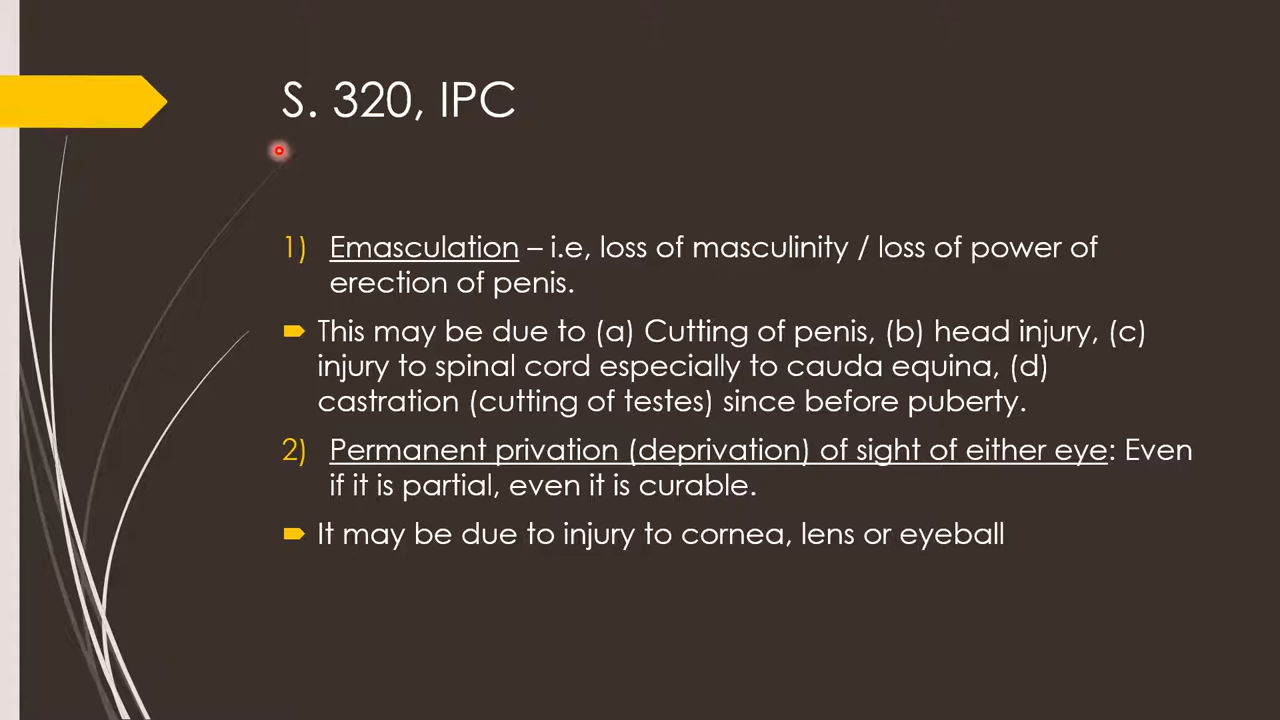 S. 320, IPC
1) Emasculation – i.e, loss of masculinity / loss of power of
erection of penis.
This may be due to (a) Cutting of penis, (b) head injury, (c)
injury to spinal cord especially to cauda equina, (d)
castration (cutting of testes) since before puberty.
2) Permanent privation (deprivation) of sight of either eye: Even
if it is partial, even it is curable.
It may be due to injury to cornea, lens or eyeball